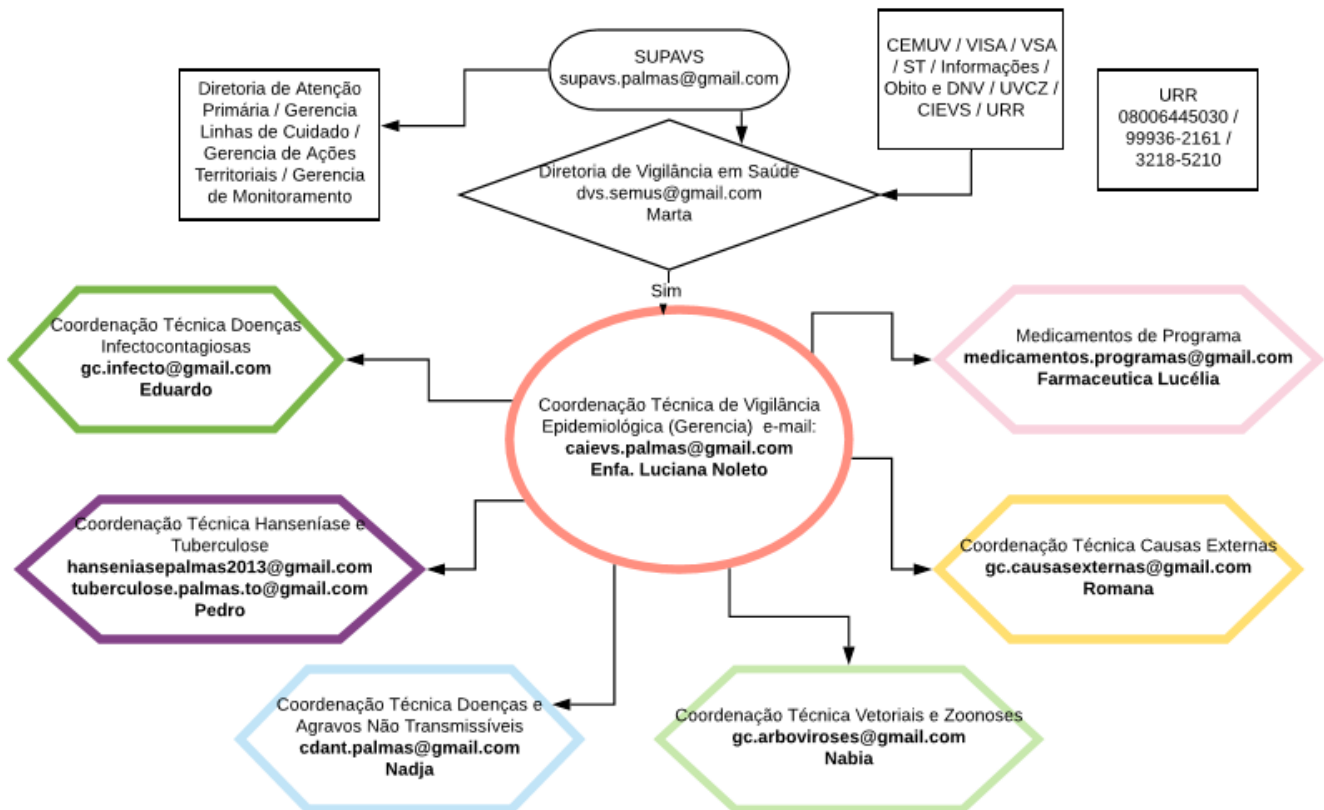 SUPAVS
supavs.palmas@gmail.com
CEMUV / VISA / VSA
/ ST / Informações /
Obito e DNV / UVCZ /
CIEVS / URR
Diretoria de Atenção
Primária / Gerencia
Linhas de Cuidado /
Gerencia de Ações
Territoriais / Gerencia
de Monitoramento
URR
08006445030 /
99936-2161 /
3218-5210
Diretoria de Vigilância em Saúde
dvs.semus@gmail.com
Marta
Sim
Coordenação Técnica Doenças
Infectocontagiosas
gc.infecto@gmail.com
Eduardo
Medicamentos de Programa
medicamentos.programas@gmail.com
Farmaceutica Lucélia
Coordenação Técnica de Vigilância
Epidemiológica (Gerencia) e-mail:
caievs.palmas@gmail.com
Enfa. Luciana Noleto
Coordenação Técnica Hanseníase e
Tuberculose
hanseniasepalmas2013@gmail.com
tuberculose.palmas.to@gmail.com
Pedro
Coordenação Técnica Causas Externas
gc.causasexternas@gmail.com
Romana
Coordenação Técnica Doenças e
Agravos Não Transmissíveis
cdant.palmas@gmail.com
Nadja
Coordenação Técnica Vetoriais e Zoonoses
gc.arboviroses@gmail.com
Nabia